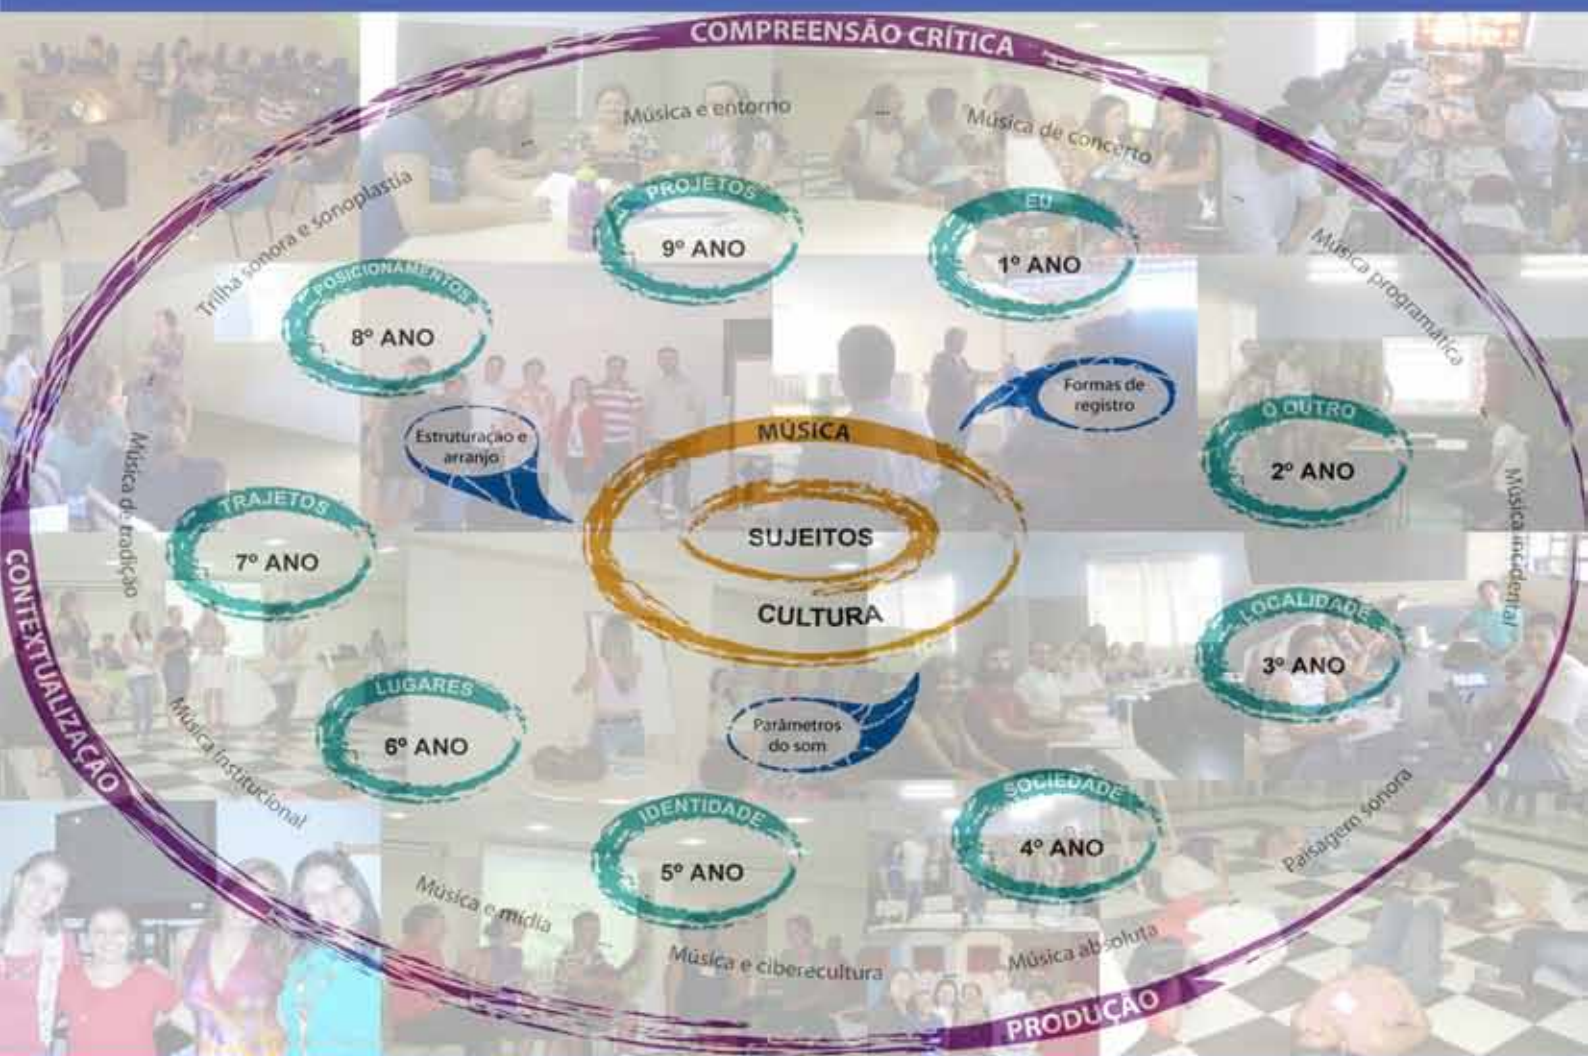 COMPREENSÃO CRÍTICA
Música e entorno
...
Música de concerto
Trilha sonora e sonoplastia
PROJETOS
9º ANO
EU
1º ANO
Música programática
POSICIONAMENTOS
8º ANO
Formas de
registro
O OUTRO
2º ANO
Estruturação e
arranjo
MÚSICA
SUJEITOS
CULTURA
Música de tradição
TRAJETOS
7º ANO
Música incidental
LOCALIDADE
3º ANO
CONTEXTUALIZAÇÃO
LUGARES
6º ANO
Parâmetros
do som
Música institucional
IDENTIDADE
5º ANO
SOCIEDADE
4º ANO
Paisagem sonora
Música e mídia
Música e ciberecultura
Música absoluta
PRODUÇÃO